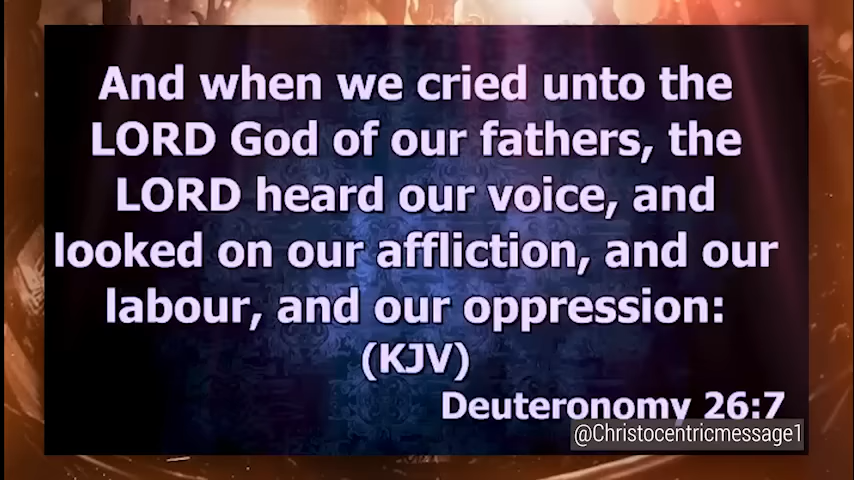 And when we cried unto the
LORD God of our fathers, the
LORD heard our voice, and
looked on our affliction, and our
labour, and our oppression:
(KJV)
Deuteronomy 26:7
@Christocentricmessage1